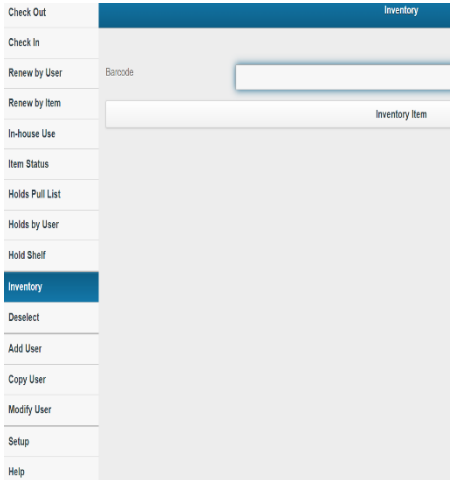 Check Out
Inventory
Check In
Renew by User
Barcode
Renew by Item
Inventory Item
In-house Use
Item Status
Holds Pull List
Holds by User
Hold Shelf
Inventory
Deselect
Add User
Copy User
Modify User
Setup
Help